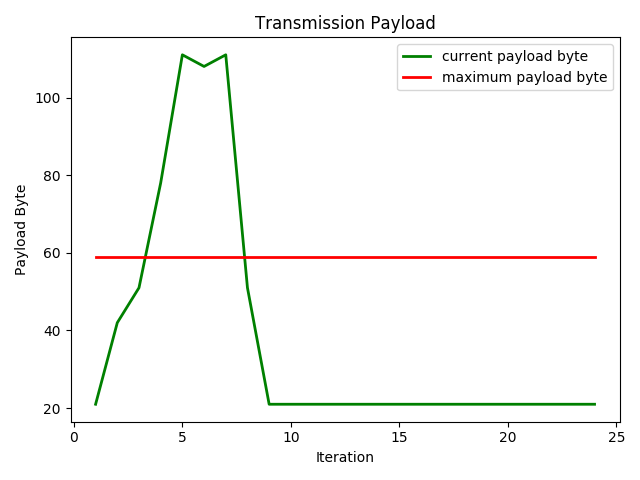 Transmission Payload
current payload byte
maximum payload byte
100
80
60
40
20
Payload Byte
0
5
10
15
20
25
Iteration